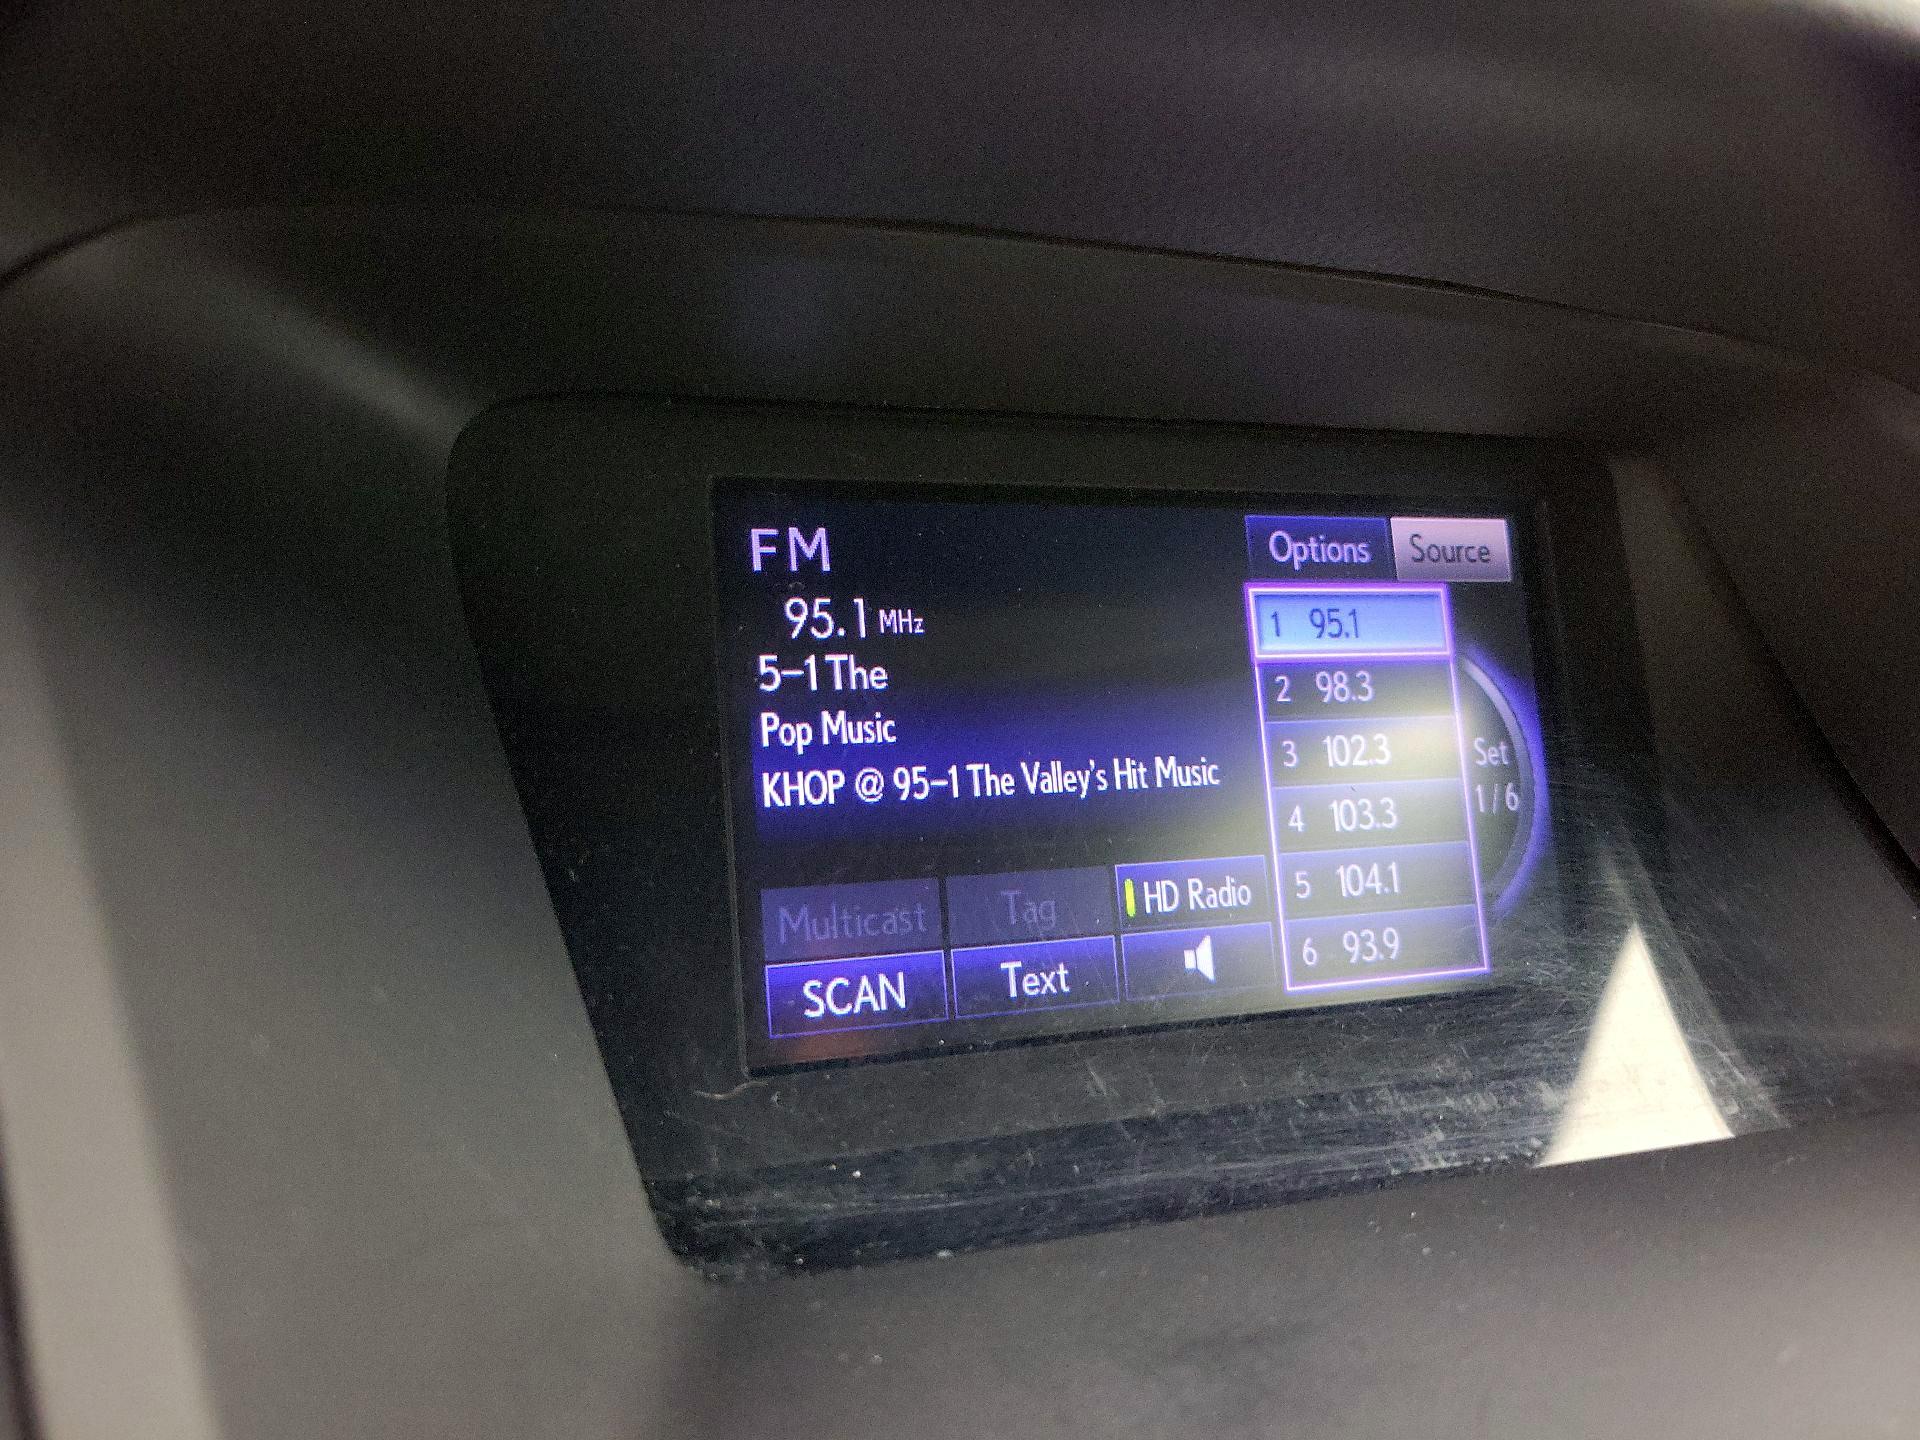 FM
Options Source
95.1 MHz
5-1 The
Pop Music
KHOP @ 95-1 The Valley's Hit Music
1 95.1
2 98.3
3 102.3
4 103.3
5 104.1
6 93.9
Set
1/6
Multicast Tag HD Radio
SCAN Text